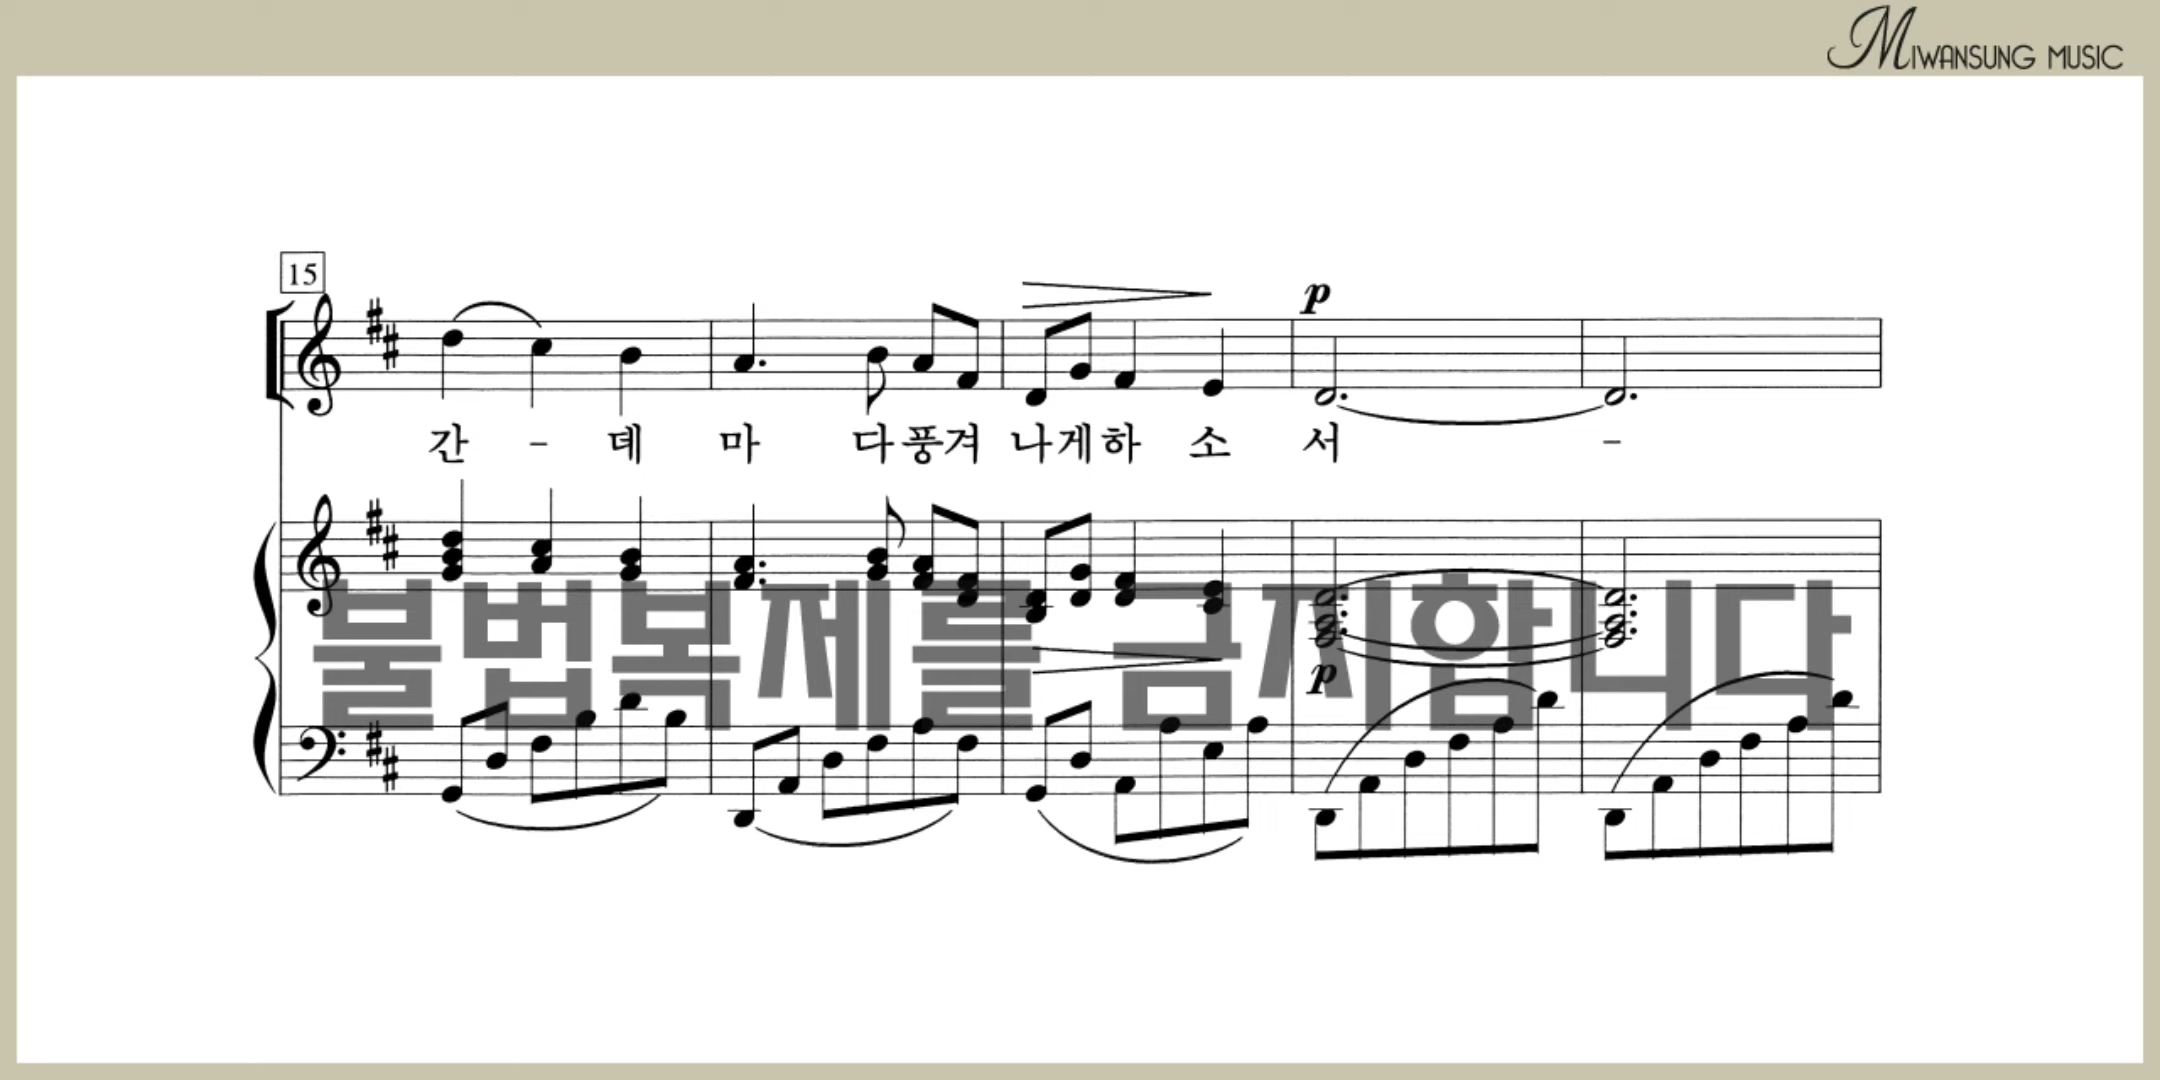 MIWANSUNG MUSIC
15
p
간 - 데 마 다풍겨 나게하 소 서 -
불법복제를 금지합니다
p